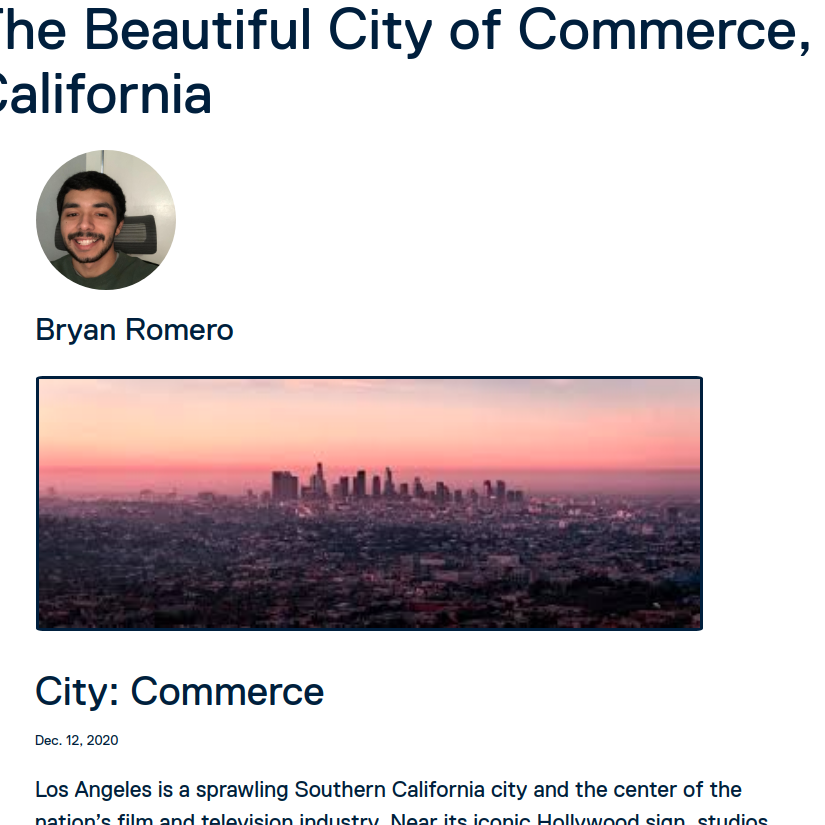 The Beautiful City of Commerce,
California
Bryan Romero
City: Commerce
Dec. 12, 2020
Los Angeles is a sprawling Southern California city and the center of the
nation’s film and television industry. Near its iconic Hollywood sign, studios